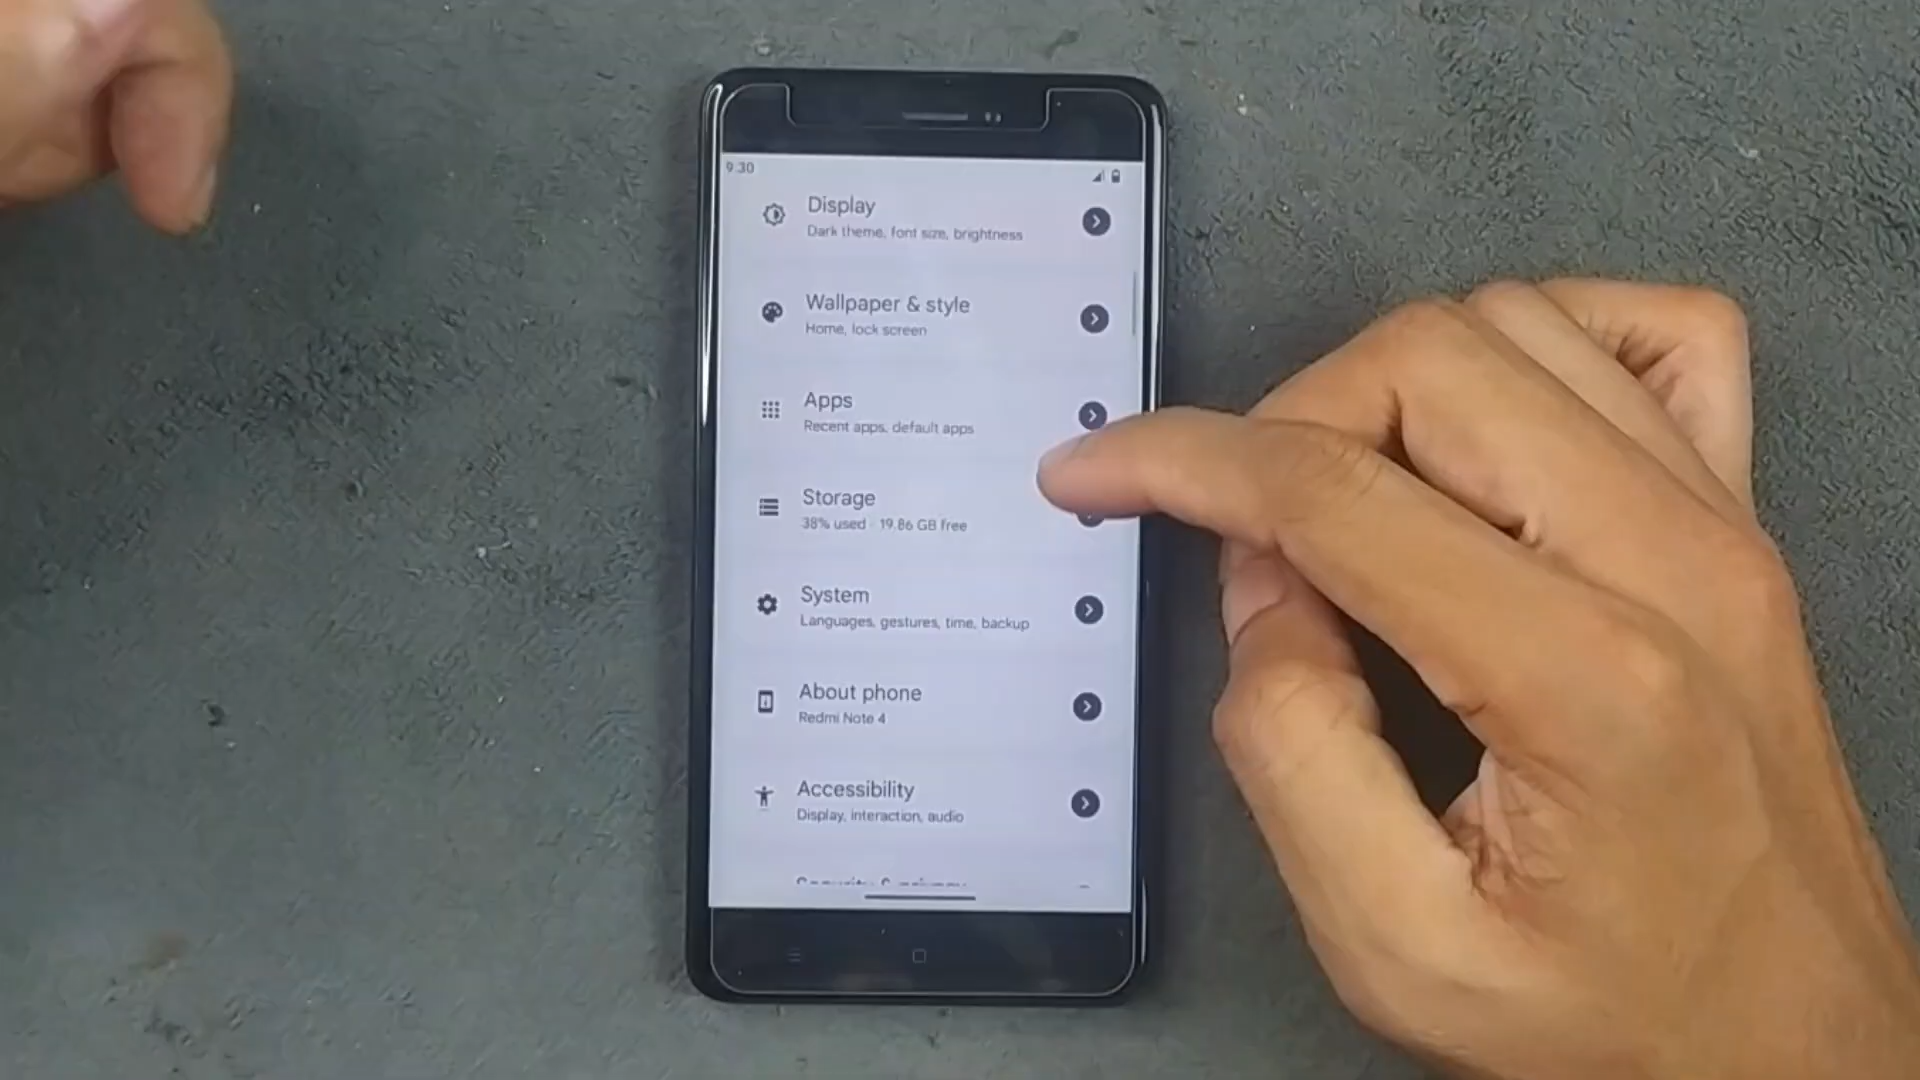 9:30
Display
Dark theme, font size, brightness
Wallpaper & style
Home, lock screen
Apps
Recent apps, default apps
Storage
38% used · 19.86 GB free
System
Languages, gestures, time, backup
About phone
Redmi Note 4
Accessibility
Display, interaction, audio